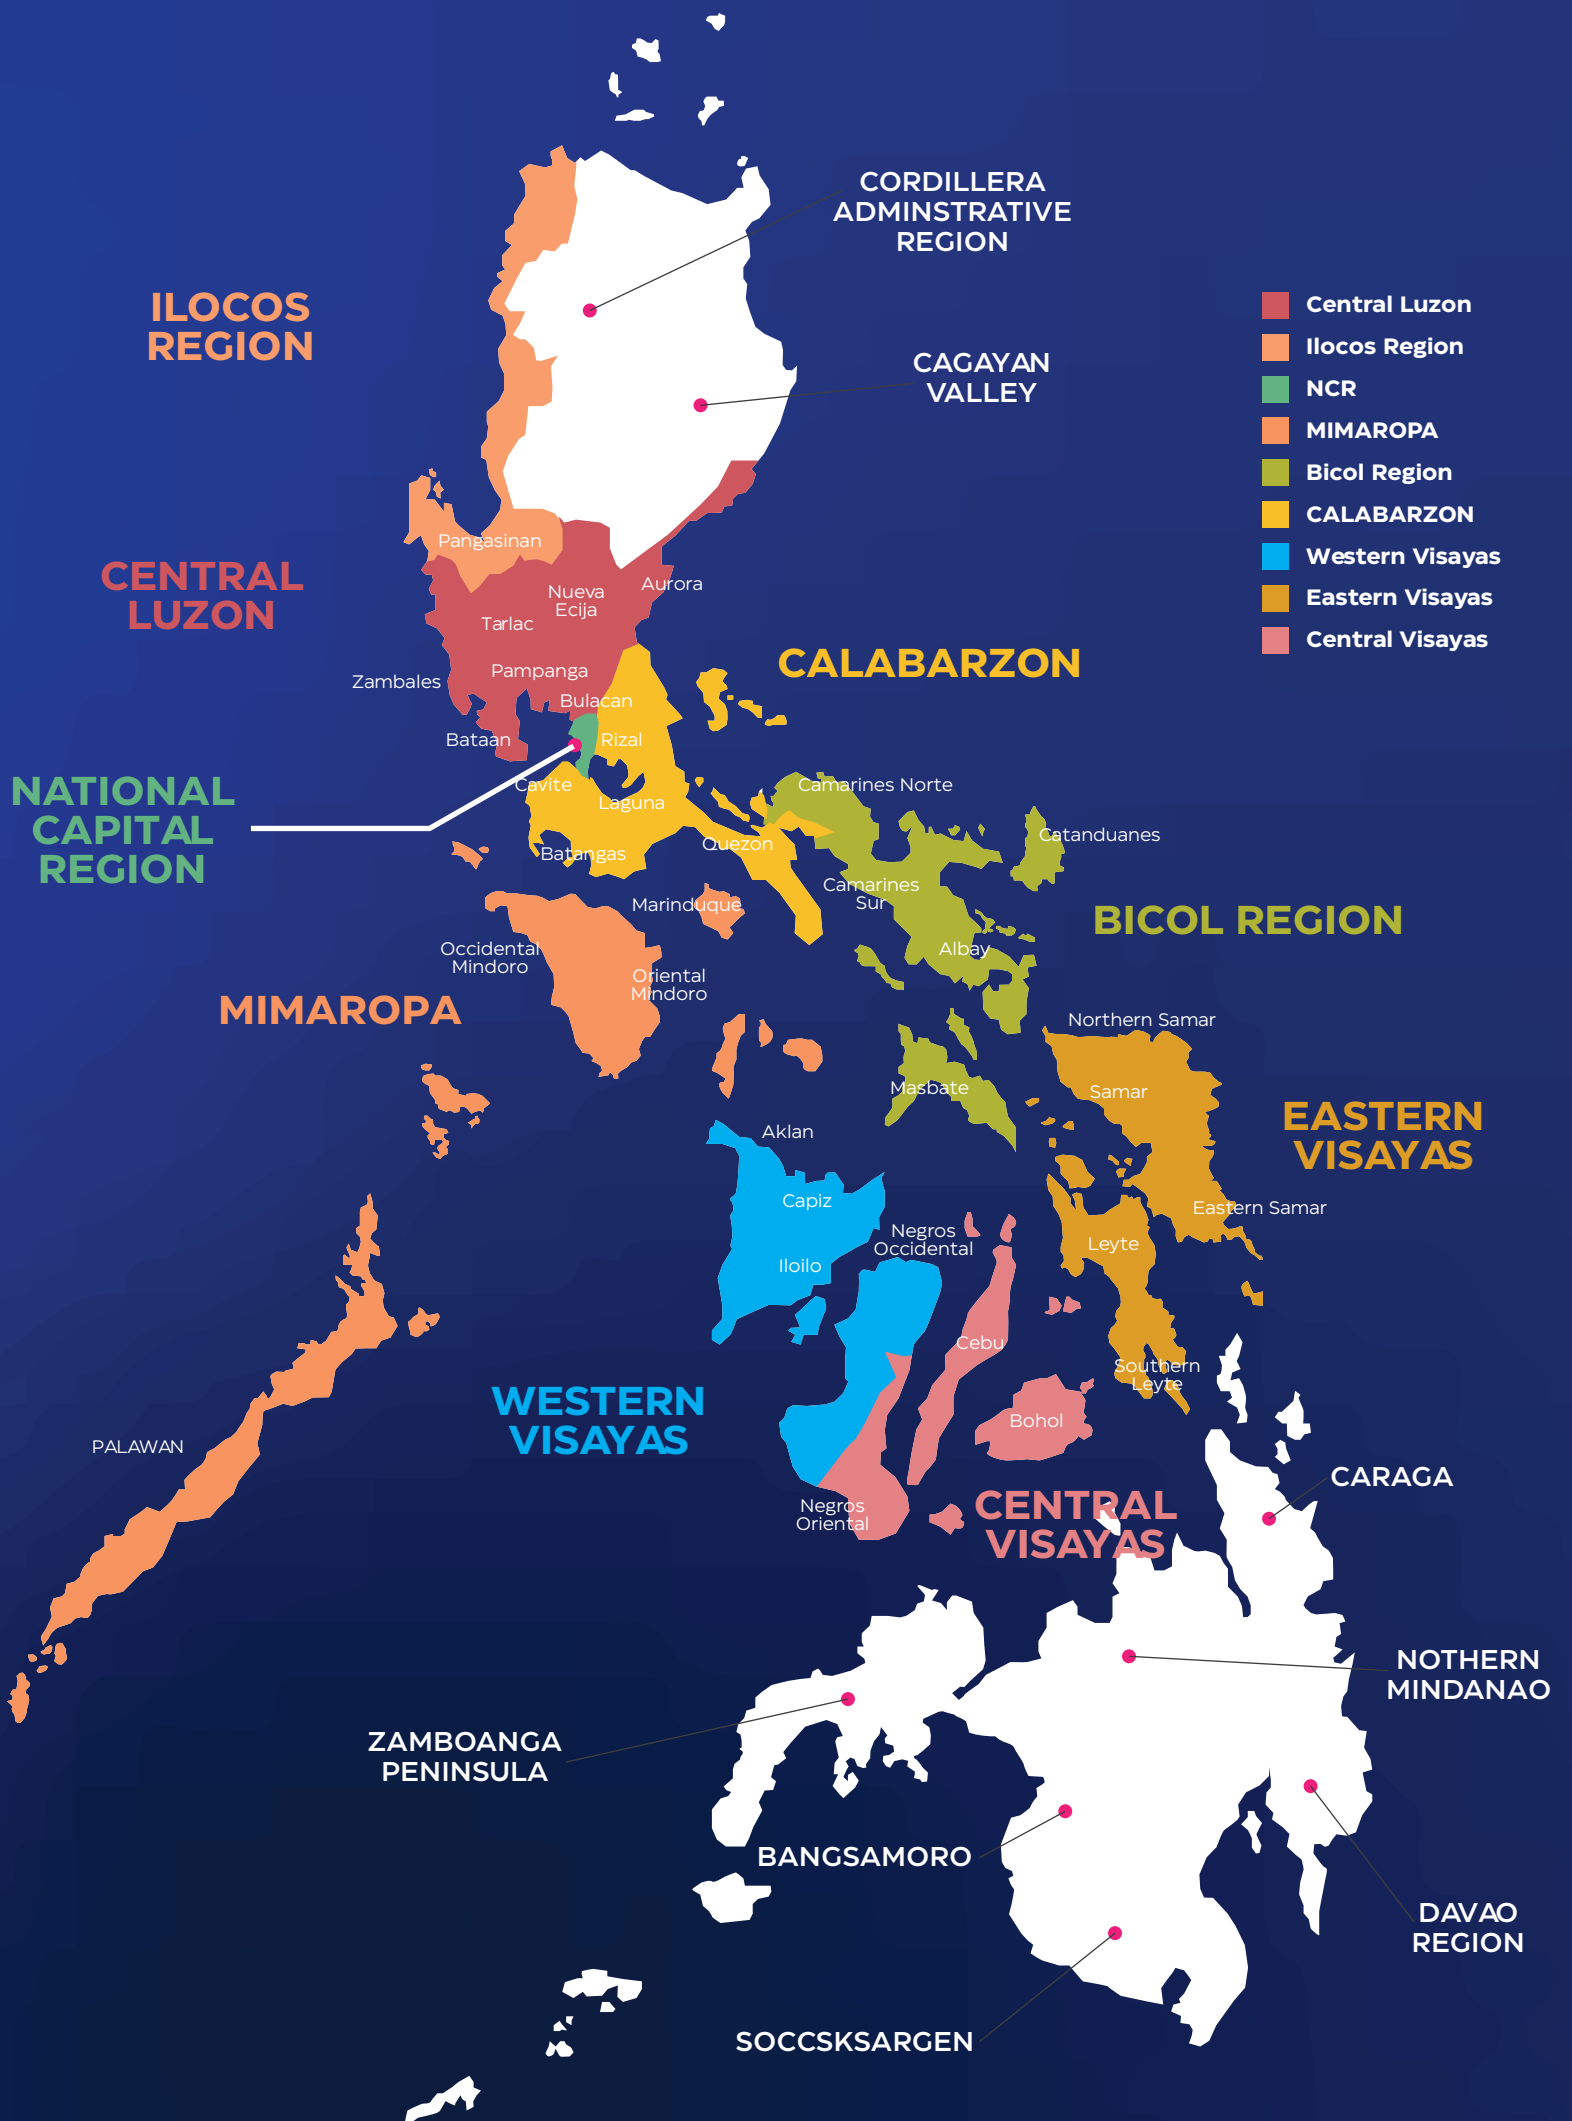 CORDILLERA
ADMINSTRATIVE
REGION
ILOCOS
REGION
CAGAYAN
VALLEY
Central Luzon
Ilocos Region
NCR
MIMAROPA
Bicol Region
CALABARZON
Western Visayas
Eastern Visayas
Central Visayas
Pangasinan
CENTRAL
LUZON
Nueva
Ecija
Aurora
Tarlac
Zambales
Pampanga
Bulacan
Bataan
Rizal
CALABARZON
NATIONAL
CAPITAL
REGION
Cavite
Laguna
Batangas
Quezon
Camarines Norte
Catanduanes
Camarines
Sur
Albay
BICOL REGION
Marinduque
Occidental
Mindoro
Oriental
Mindoro
MIMAROPA
Masbate
Northern Samar
Samar
EASTERN
VISAYAS
Eastern Samar
Leyte
Southern
Leyte
Aklan
Capiz
Iloilo
Negros
Occidental
Cebu
WESTERN
VISAYAS
Bohol
PALAWAN
Negros
Oriental
CENTRAL
VISAYAS
CARAGA
NOTHERN
MINDANAO
ZAMBOANGA
PENINSULA
BANGSAMORO
DAVAO
REGION
SOCCSKSARGEN